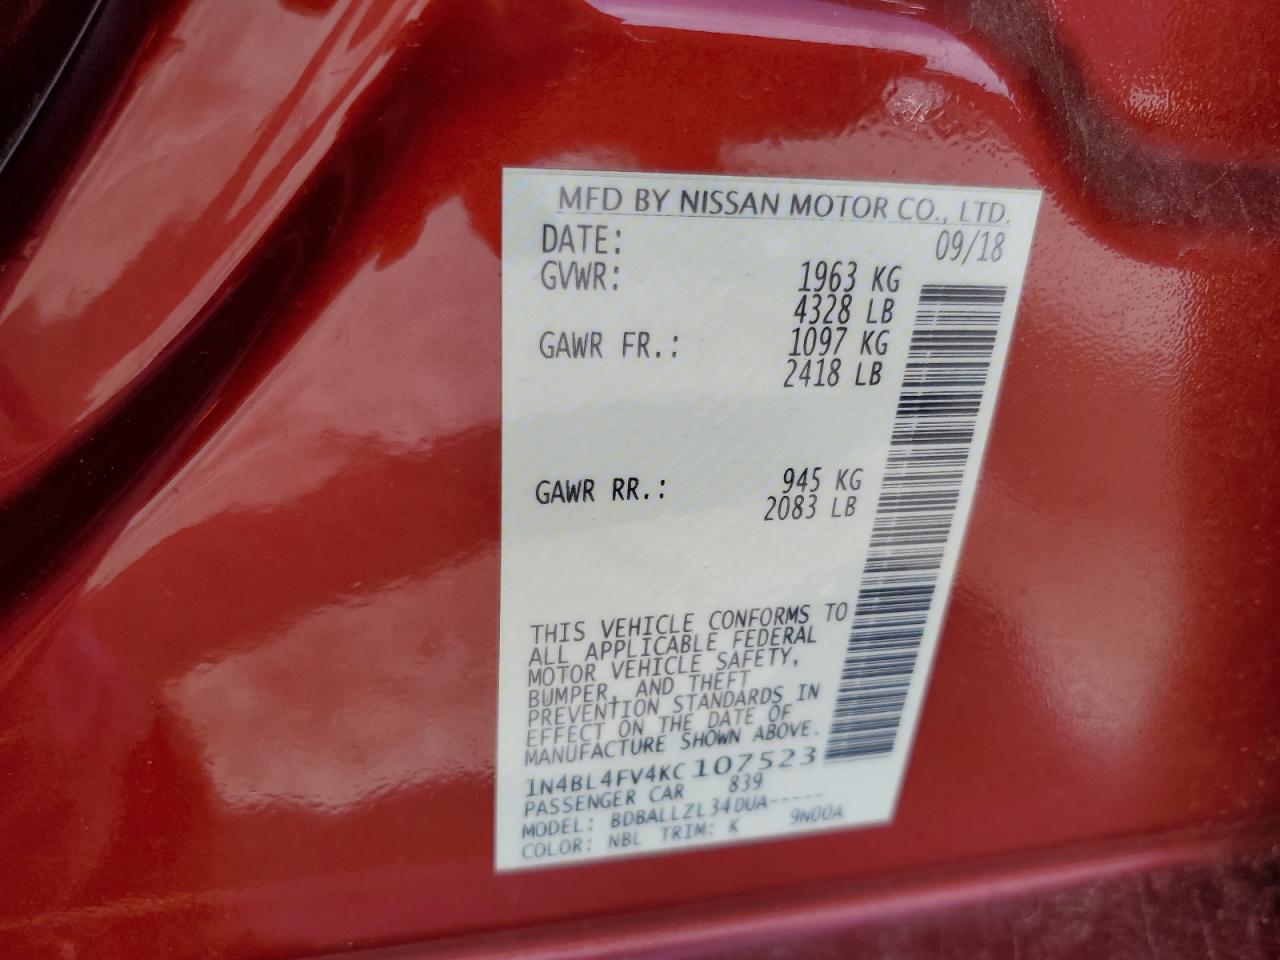 MFD BY NISSAN MOTOR CO., LTD.
DATE: 09/18
GVWR: 1963 KG
4328 LB
GAWR FR.: 1097 KG
2418 LB
GAWR RR.: 945 KG
2083 LB
THIS VEHICLE CONFORMS TO
ALL APPLICABLE FEDERAL
MOTOR VEHICLE SAFETY,
BUMPER, AND THEFT
PREVENTION STANDARDS IN
EFFECT ON THE DATE OF
MANUFACTURE SHOWN ABOVE.
1N4BL4FV4KC107523
PASSENGER CAR 839
MODEL: BDBALLZL34DUA-----
COLOR: NBL TRIM: K 9N00A